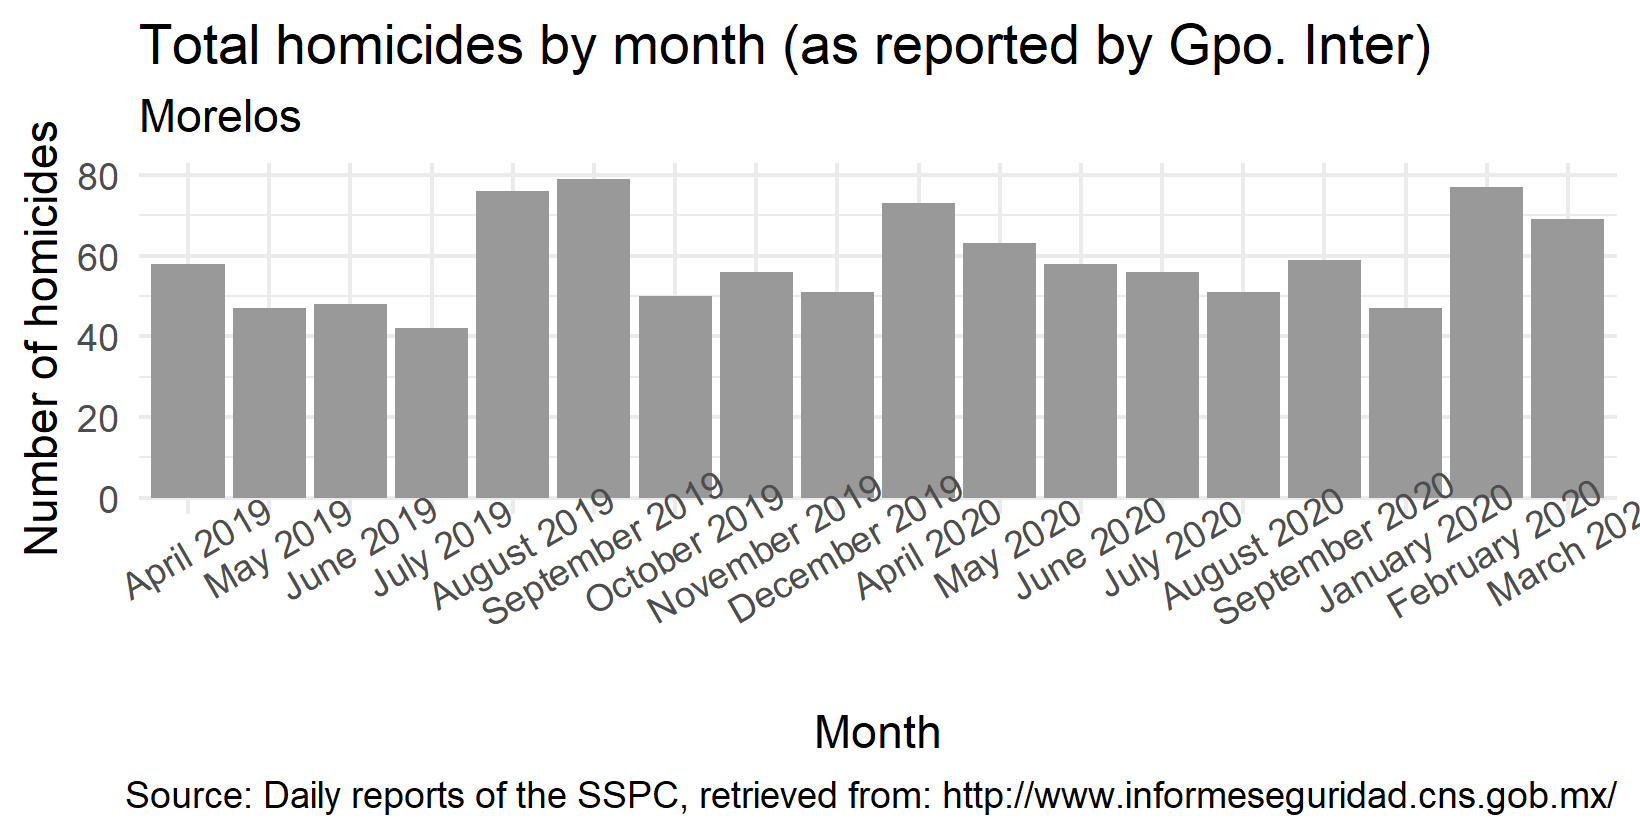 Total homicides by month (as reported by Gpo. Inter)
Morelos
Number of homicides
80
60
40
20
0
April 2019
May 2019
June 2019
July 2019
August 2019
September 2019
October 2019
November 2019
December 2019
April 2020
May 2020
June 2020
July 2020
August 2020
September 2020
January 2020
February 2020
March 202
Month
Source: Daily reports of the SSPC, retrieved from: http://www.informeseguridad.cns.gob.mx/